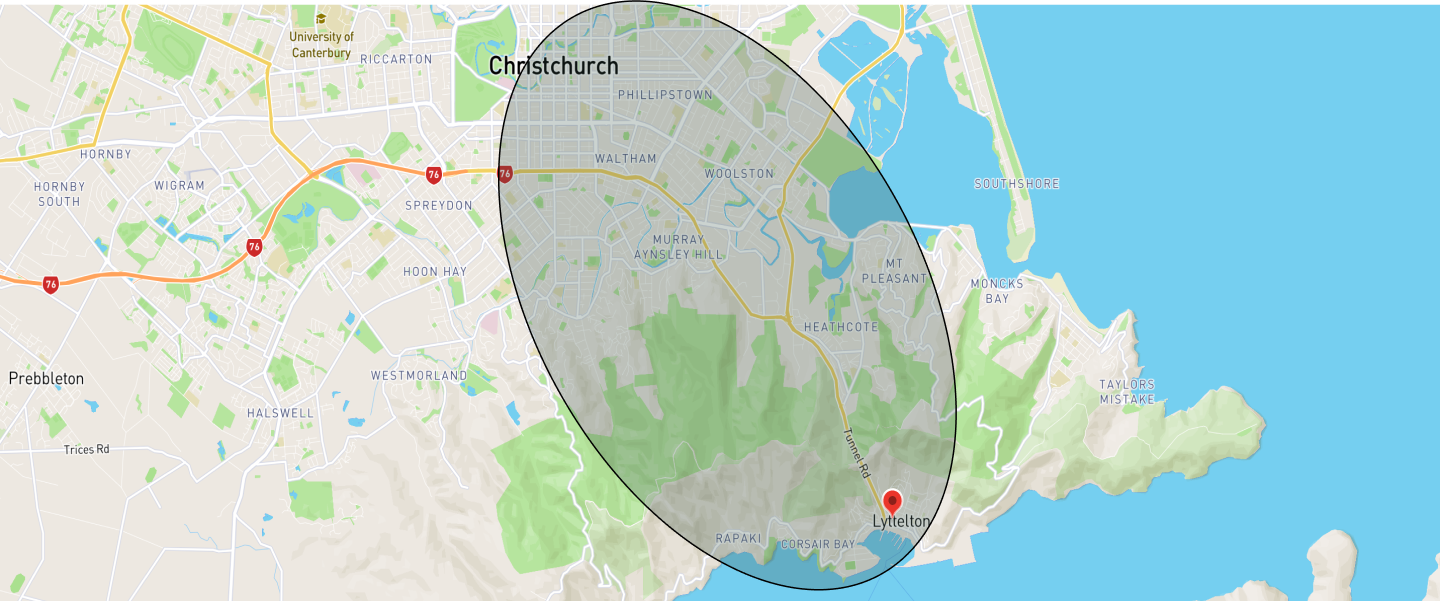 University of
Canterbury
RICCARTON
Christchurch
PHILLIPSTOWN
HORNBY
WALTHAM
76
76
WOOLSTON
HORNBY
SOUTH
WIGRAM
SOUTHSHORE
SPREYDON
76
MURRAY
AYNSLEY HILL
HOON HAY
MT
PLEASANT
76
MONCKS
BAY
HEATHCOTE
Prebbleton
WESTMORLAND
TAYLORS
MISTAKE
HALSWELL
Trices Rd
Tunnel Rd
Lyttelton
RAPAKI
CORSAIR BAY